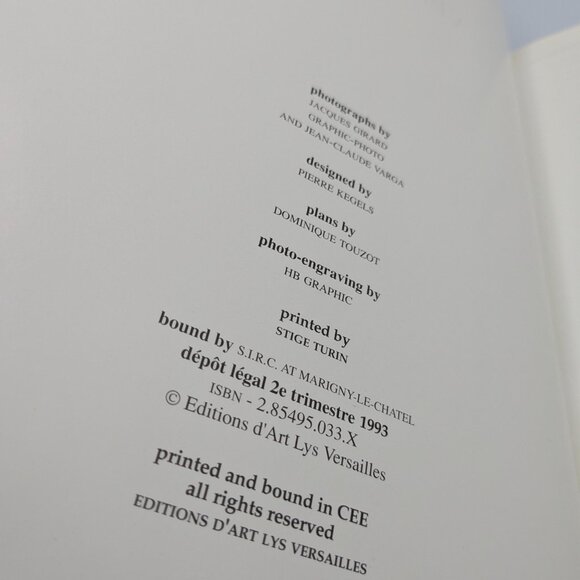 photographs by
JACQUES GIRARD
GRAPHIC-PHOTO
AND JEAN-CLAUDE VARGA
designed by
PIERRE KEGELS
plans by
DOMINIQUE TOUZOT
photo-engraving by
HB GRAPHIC
printed by
STIGE TURIN
bound by S.I.R.C. AT MARIGNY-LE-CHATEL
dépôt légal 2e trimestre 1993
ISBN - 2.85495.033.X
© Editions d'Art Lys Versailles
printed and bound in CEE
all rights reserved
EDITIONS D'ART LYS VERSAILLES